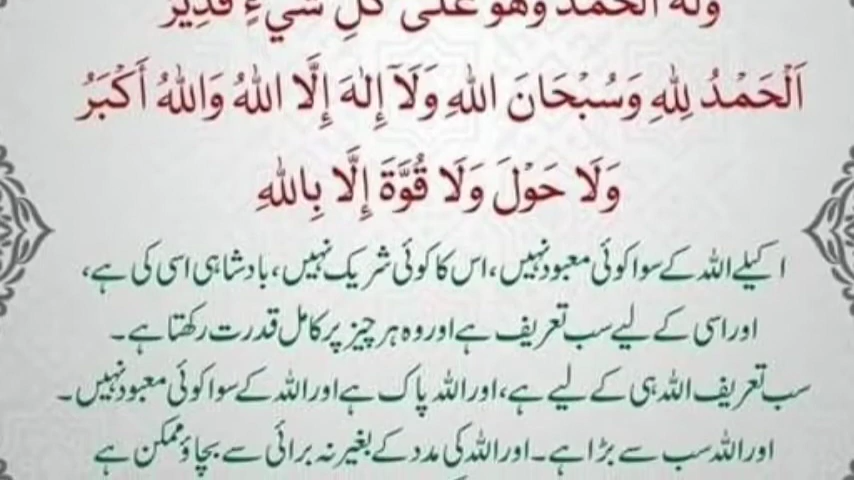 وَلَهُ الْحَمْدُ وَهُوَ عَلَى كُلِّ شَيْءٍ قَدِيرٌ
اَلْحَمْدُ لِلّٰهِ وَسُبْحَانَ اللّٰهِ وَلَآ إِلٰهَ إِلَّا اللّٰهُ وَاللّٰهُ أَكْبَرُ
وَلَا حَوْلَ وَلَا قُوَّةَ إِلَّا بِاللّٰهِ
اکیلے اللہ کے سوا کوئی معبود نہیں، اس کا کوئی شریک نہیں، بادشاہی اسی کی ہے،
اور اسی کے لیے سب تعریف ہے اور وہ ہر چیز پر کامل قدرت رکھتا ہے۔
سب تعریف اللہ ہی کے لیے ہے، اور اللہ پاک ہے اور اللہ کے سوا کوئی معبود نہیں۔
اور اللہ سب سے بڑا ہے۔ اور اللہ کی مدد کے بغیر نہ برائی سے بچاؤ ممکن ہے